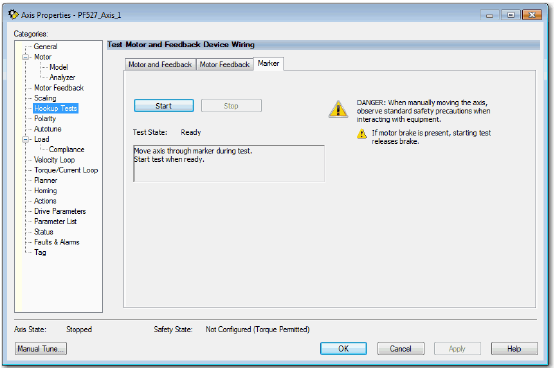 Axis Properties - PF527_Axis_1
Categories:
General
Motor
Model
Analyzer
Motor Feedback
Scaling
Hookup Tests
Polarity
Autotune
Load
Compliance
Velocity Loop
Torque/Current Loop
Planner
Homing
Actions
Drive Parameters
Parameter List
Status
Faults & Alarms
Tag
Test Motor and Feedback Device Wiring
Motor and Feedback Motor Feedback Marker
Start Stop
DANGER: When manually moving the axis,
observe standard safety precautions when
interacting with equipment.
If motor brake is present, starting test
releases brake.
Test State: Ready
Move axis through marker during test.
Start test when ready.
Axis State: Stopped Safety State: Not Configured (Torque Permitted)
Manual Tune... OK Cancel Apply Help